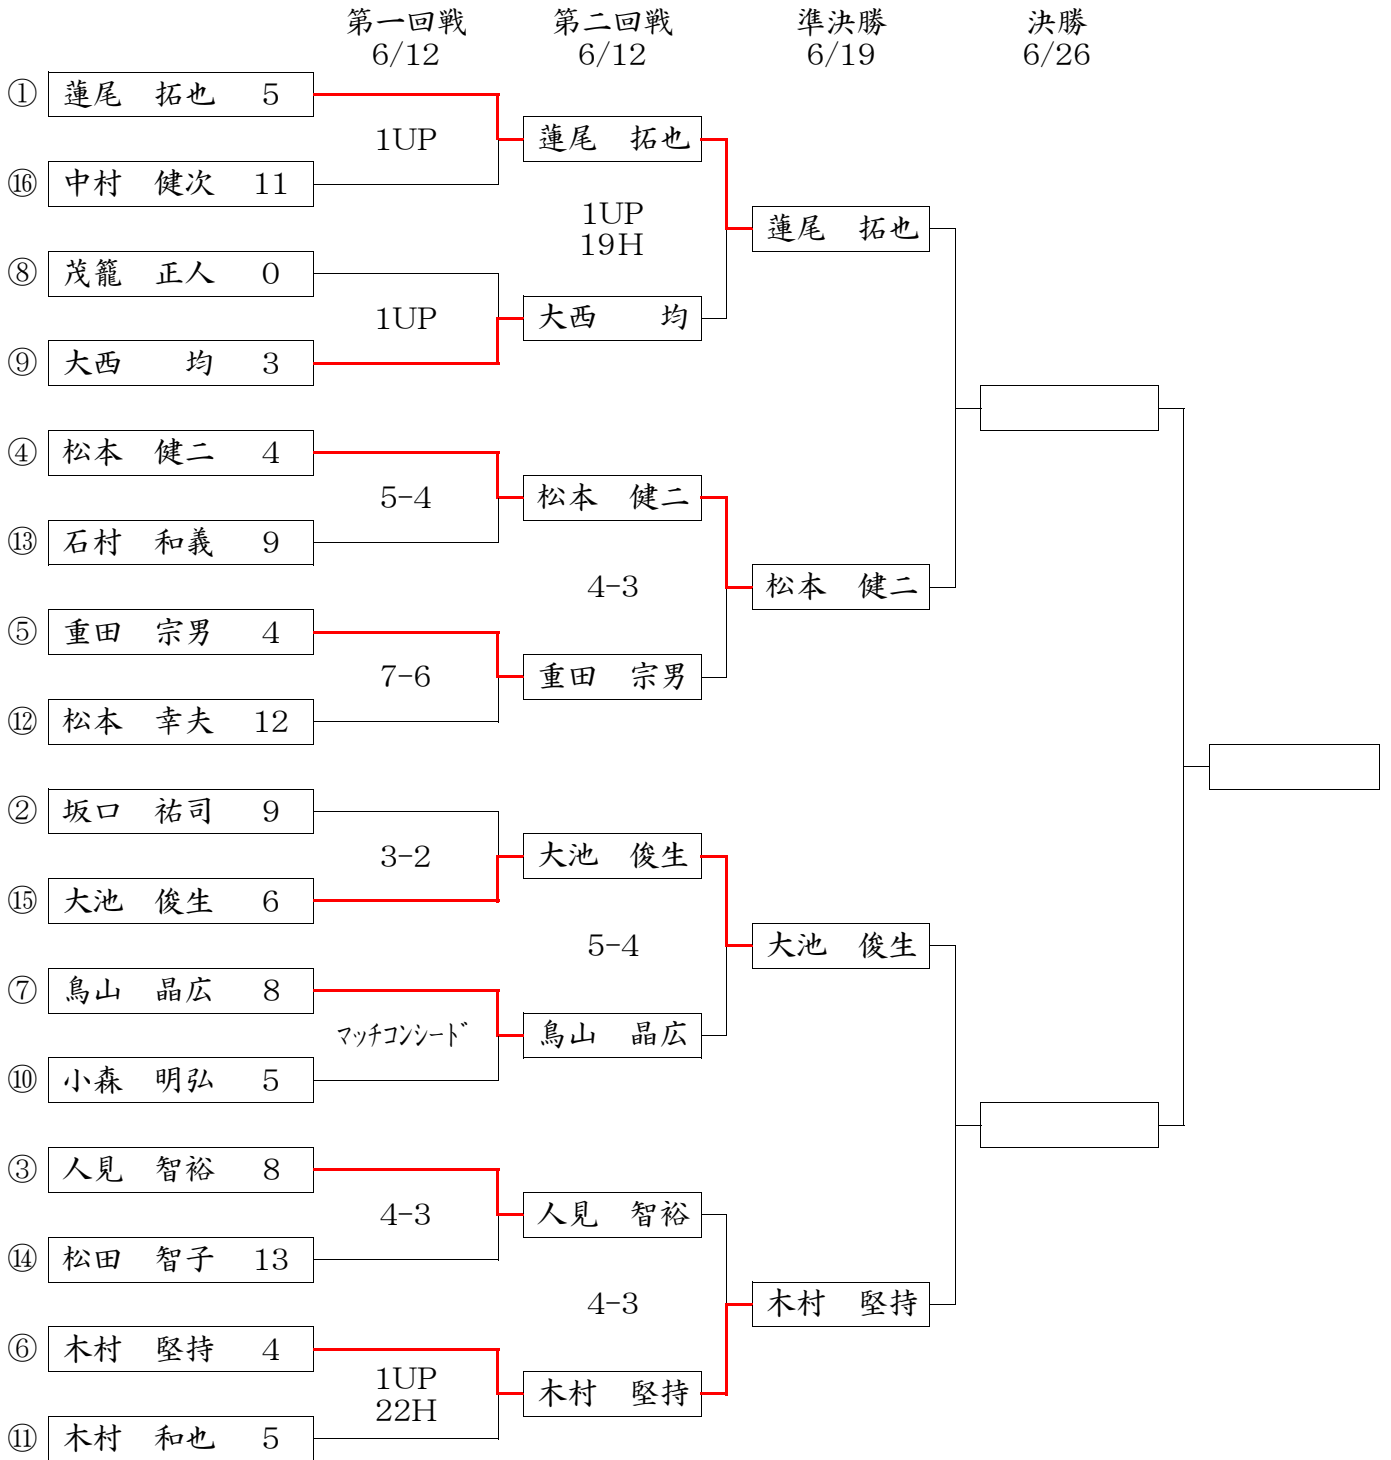 第一回戦 第二回戦 準決勝 決勝
6/12 6/12 6/19 6/26
① 蓮尾　拓也 5
1UP
蓮尾　拓也
⑯ 中村　健次 11
1UP
19H
蓮尾　拓也
⑧ 茂籠　正人 0
1UP
大西　　均
⑨ 大西　　均 3
④ 松本　健二 4
5-4
松本　健二
⑬ 石村　和義 9
4-3
松本　健二
⑤ 重田　宗男 4
7-6
重田　宗男
⑫ 松本　幸夫 12
② 坂口　祐司 9
3-2
大池　俊生
⑮ 大池　俊生 6
5-4
大池　俊生
⑦ 鳥山　晶広 8
マッチコンシード
鳥山　晶広
⑩ 小森　明弘 5
③ 人見　智裕 8
4-3
人見　智裕
⑭ 松田　智子 13
4-3
木村　堅持
⑥ 木村　堅持 4
1UP
22H
木村　堅持
⑪ 木村　和也 5